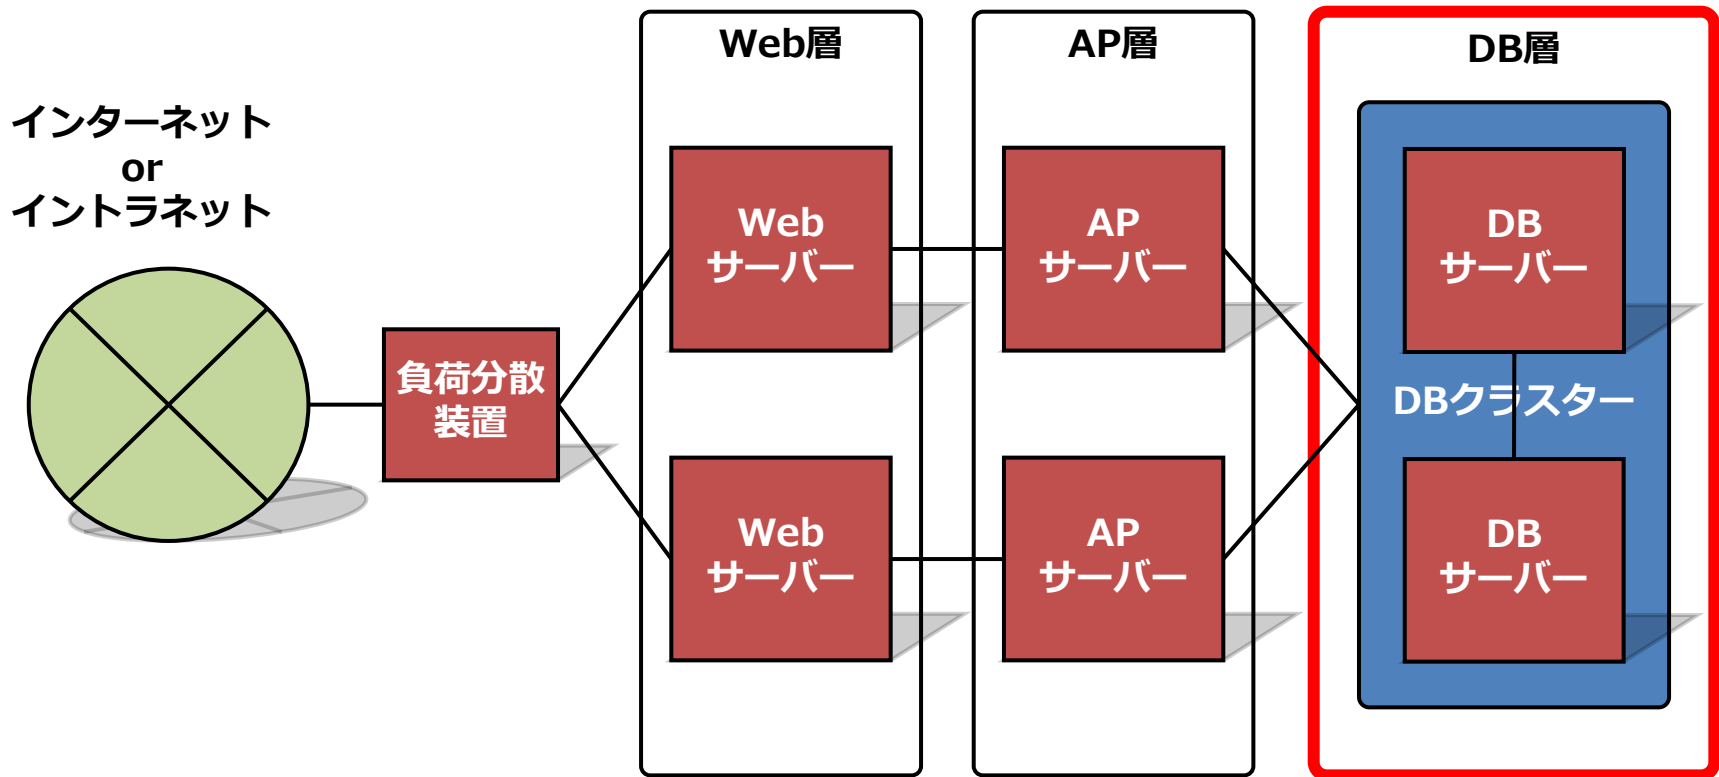 インターネット
or
イントラネット
負荷分散
装置
Web層
Web
サーバー
Web
サーバー
AP層
AP
サーバー
AP
サーバー
DB層
DB
サーバー
DBクラスター
DB
サーバー